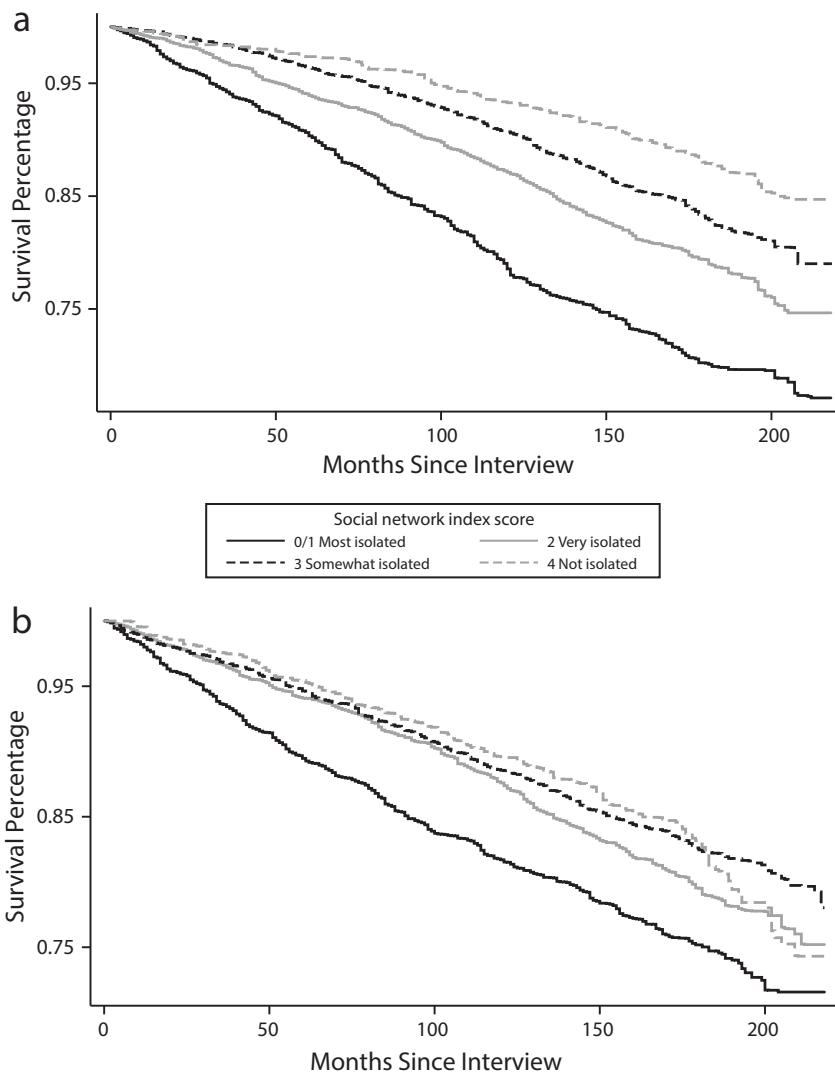 a
Survival Percentage
0.95
0.85
0.75
0 50 100 150 200
Months Since Interview
Social network index score
0/1 Most isolated 2 Very isolated
3 Somewhat isolated 4 Not isolated
b
Survival Percentage
0.95
0.85
0.75
0 50 100 150 200
Months Since Interview